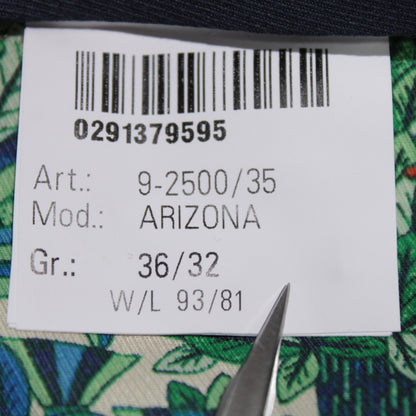 0291379595
Art.: 9-2500/35
Mod.: ARIZONA
Gr.: 36/32
W/L 93/81